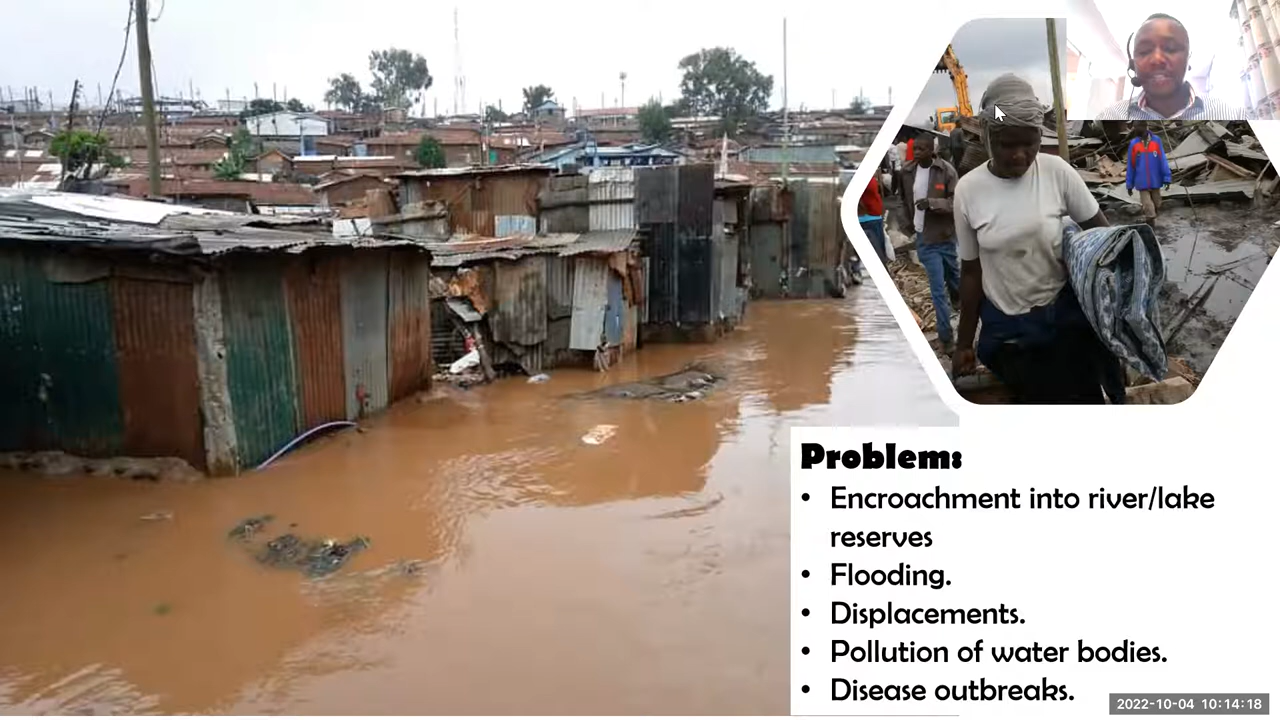 Problem:
• Encroachment into river/lake
reserves
• Flooding.
• Displacements.
• Pollution of water bodies.
• Disease outbreaks.
2022-10-04 10:14:18